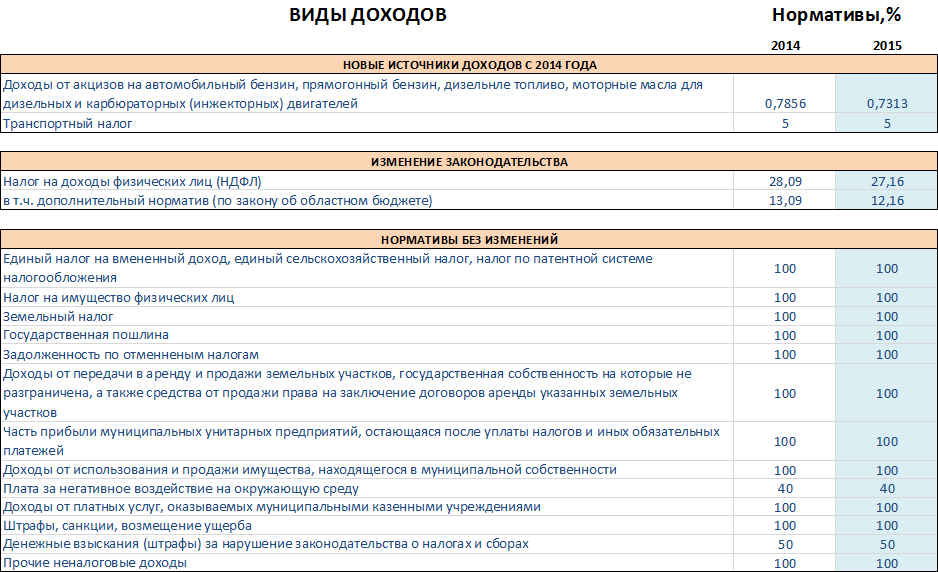 ВИДЫ ДОХОДОВ Нормативы,%
2014 2015
НОВЫЕ ИСТОЧНИКИ ДОХОДОВ С 2014 ГОДА
Доходы от акцизов на автомобильный бензин, прямогонный бензин, дизельнле топливо, моторные масла для
дизельных и карбюраторных (инжекторных) двигателей 0,7856 0,7313
Транспортный налог 5 5
ИЗМЕНЕНИЕ ЗАКОНОДАТЕЛЬСТВА
Налог на доходы физических лиц (НДФЛ) 28,09 27,16
в т.ч. дополнительный норматив (по закону об областном бюджете) 13,09 12,16
НОРМАТИВЫ БЕЗ ИЗМЕНЕНИЙ
Единый налог на вмененный доход, единый сельскохозяйственный налог, налог по патентной системе
налогообложения 100 100
Налог на имущество физических лиц 100 100
Земельный налог 100 100
Государственная пошлина 100 100
Задолженность по отменненым налогам 100 100
Доходы от передачи в аренду и продажи земельных участков, государственная собственность на которые не
разграничена, а также средства от продажи права на заключение договоров аренды указанных земельных 100 100
участков
Часть прибыли муниципальных унитарных предприятий, остающаяся после уплаты налогов и иных обязательных
платежей 100 100
Доходы от использования и продажи имущества, находящегося в муниципальной собственности 100 100
Плата за негативное воздействие на окружающую среду 40 40
Доходы от платных услуг, оказываемых муниципальными казенными учреждениями 100 100
Штрафы, санкции, возмещение ущерба 100 100
Денежные взыскания (штрафы) за нарушение законодательства о налогах и сборах 50 50
Прочие неналоговые доходы 100 100